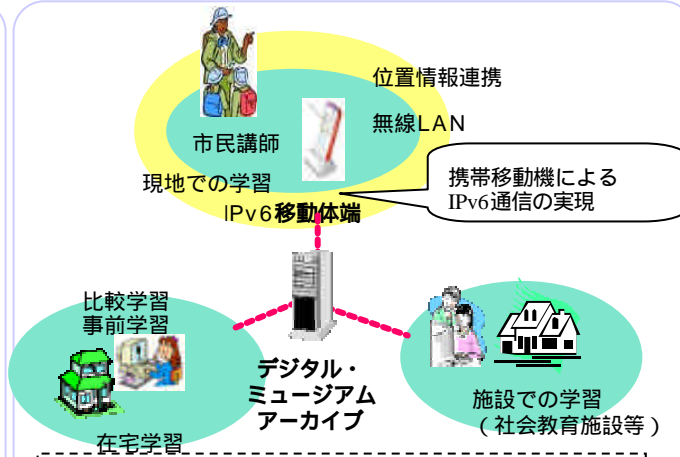 位置情報連携
無線LAN
市民講師
現地での学習
IPv6移動体端
携帯移動機による
IPv6通信の実現
比較学習
事前学習
在宅学習
デジタル・
ミュージアム
アーカイブ
施設での学習
（社会教育施設等）